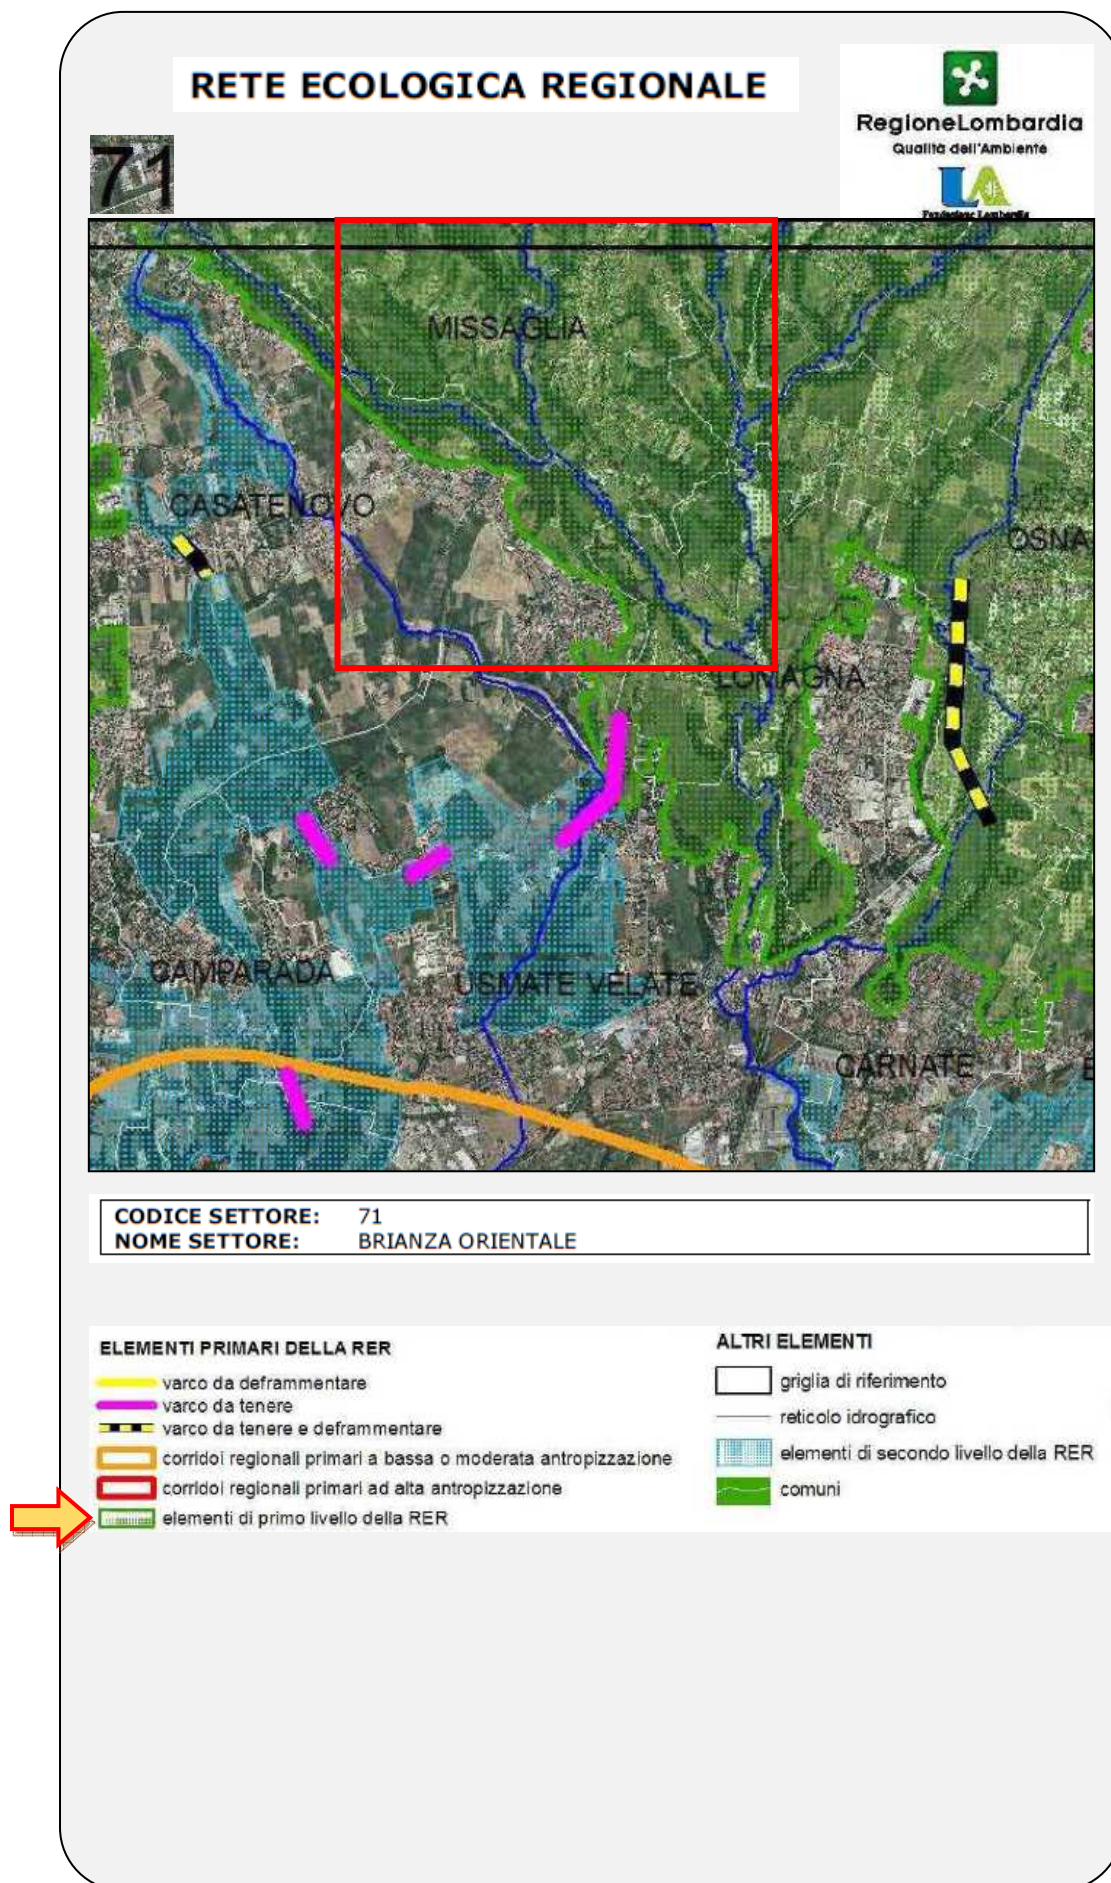 RETE ECOLOGICA REGIONALE
RegioneLombardia
Qualità dell'Ambiente
Fondazione Lombardia
71
MISSAGLIA
CASATENOVO
OSNA
LOMAGNA
CAMPARADA
USMATE VELATE
CARNATE
CODICE SETTORE: 71
NOME SETTORE: BRIANZA ORIENTALE
ELEMENTI PRIMARI DELLA RER
varco da deframmentare
varco da tenere
varco da tenere e deframmentare
corridoi regionali primari a bassa o moderata antropizzazione
corridoi regionali primari ad alta antropizzazione
elementi di primo livello della RER
ALTRI ELEMENTI
griglia di riferimento
reticolo idrografico
elementi di secondo livello della RER
comuni